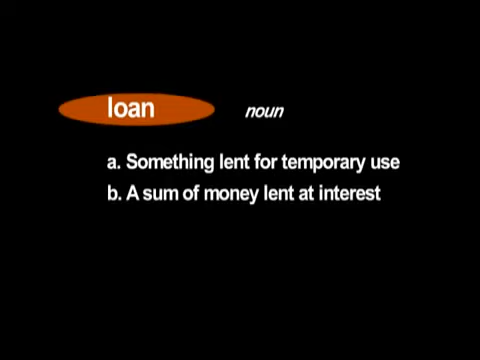 loan noun
a. Something lent for temporary use
b. A sum of money lent at interest